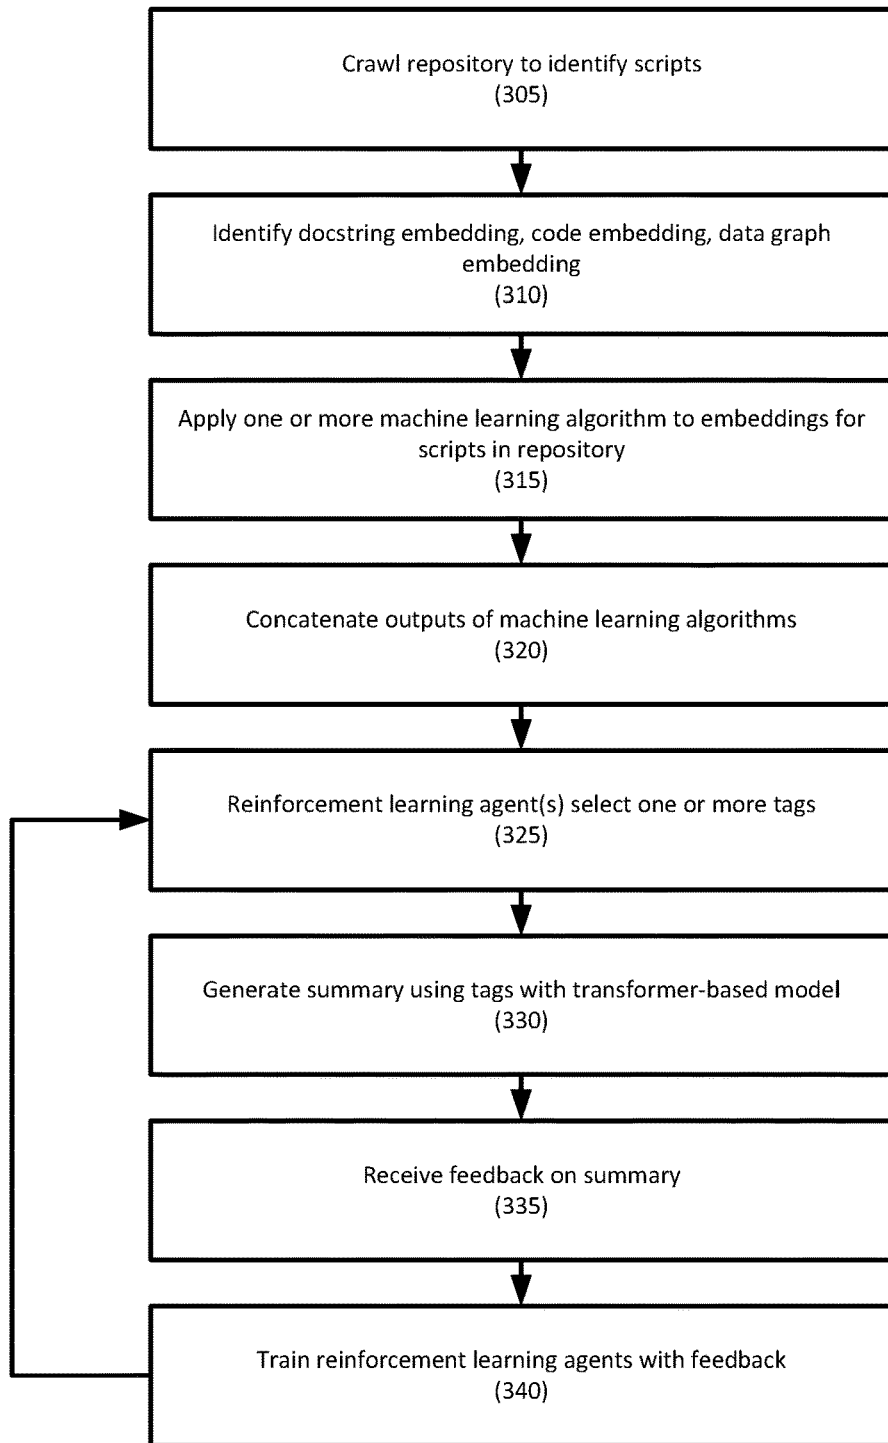 Crawl repository to identify scripts
(305)
Identify docstring embedding, code embedding, data graph
embedding
(310)
Apply one or more machine learning algorithm to embeddings for
scripts in repository
(315)
Concatenate outputs of machine learning algorithms
(320)
Reinforcement learning agent(s) select one or more tags
(325)
Generate summary using tags with transformer-based model
(330)
Receive feedback on summary
(335)
Train reinforcement learning agents with feedback
(340)